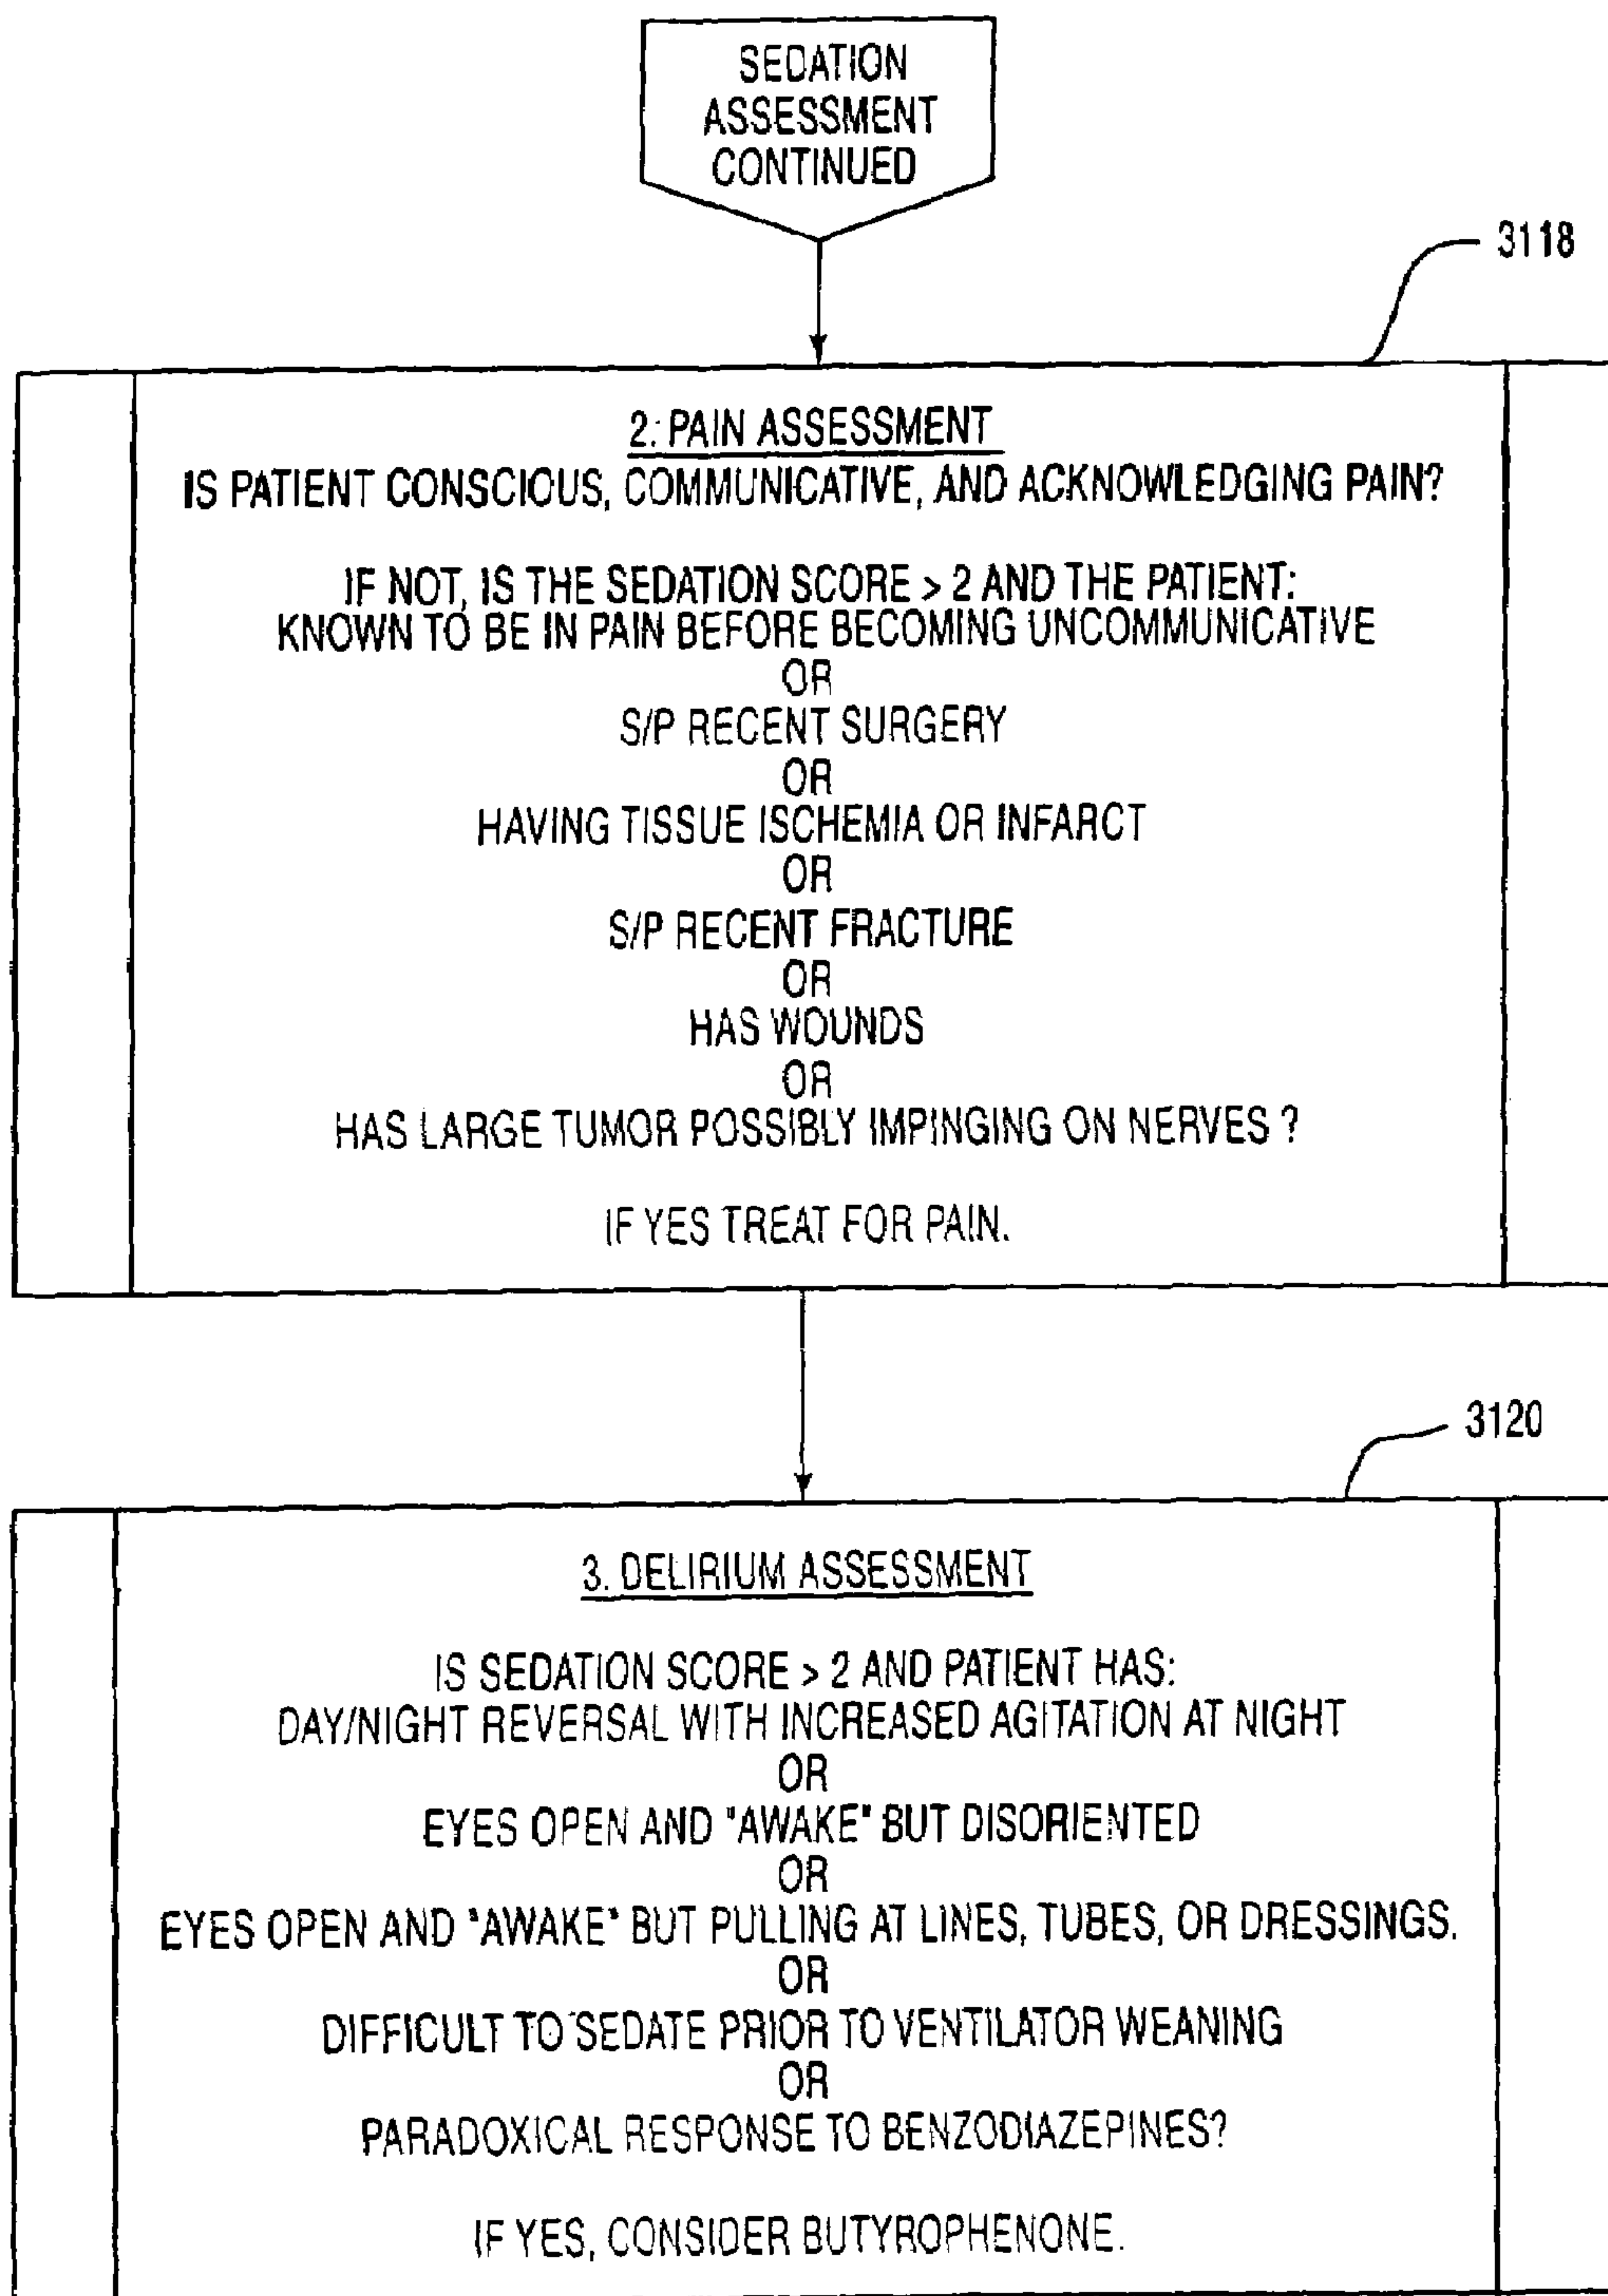 SEDATION
ASSESSMENT
CONTINUED
3118
2: PAIN ASSESSMENT
IS PATIENT CONSCIOUS, COMMUNICATIVE, AND ACKNOWLEDGING PAIN?
IF NOT, IS THE SEDATION SCORE > 2 AND THE PATIENT:
KNOWN TO BE IN PAIN BEFORE BECOMING UNCOMMUNICATIVE
OR
S/P RECENT SURGERY
OR
HAVING TISSUE ISCHEMIA OR INFARCT
OR
S/P RECENT FRACTURE
OR
HAS WOUNDS
OR
HAS LARGE TUMOR POSSIBLY IMPINGING ON NERVES ?
IF YES TREAT FOR PAIN.
3120
3. DELIRIUM ASSESSMENT
IS SEDATION SCORE > 2 AND PATIENT HAS:
DAY/NIGHT REVERSAL WITH INCREASED AGITATION AT NIGHT
OR
EYES OPEN AND "AWAKE" BUT DISORIENTED
OR
EYES OPEN AND "AWAKE" BUT PULLING AT LINES, TUBES, OR DRESSINGS.
OR
DIFFICULT TO SEDATE PRIOR TO VENTILATOR WEANING
OR
PARADOXICAL RESPONSE TO BENZODIAZEPINES?
IF YES, CONSIDER BUTYROPHENONE.